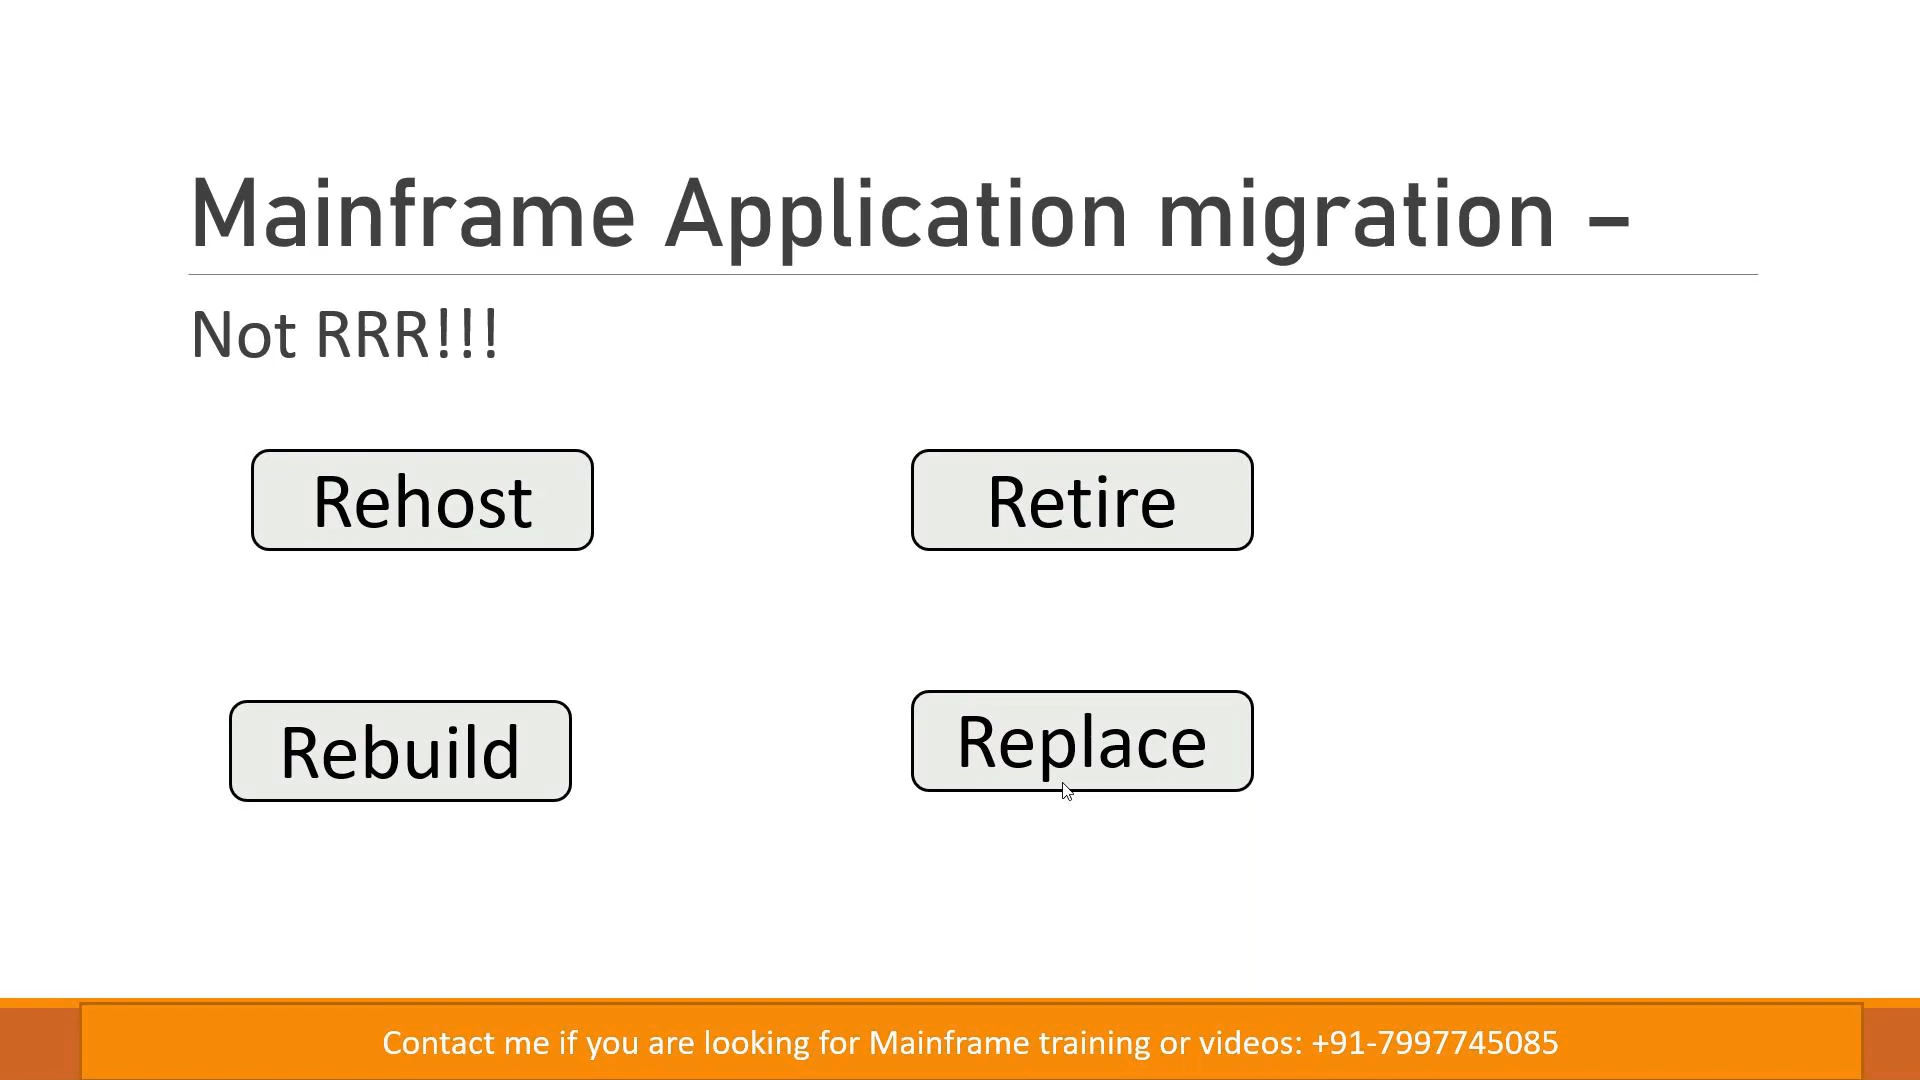 Mainframe Application migration –
Not RRR!!!
Rehost
Retire
Rebuild
Replace
Contact me if you are looking for Mainframe training or videos: +91-7997745085